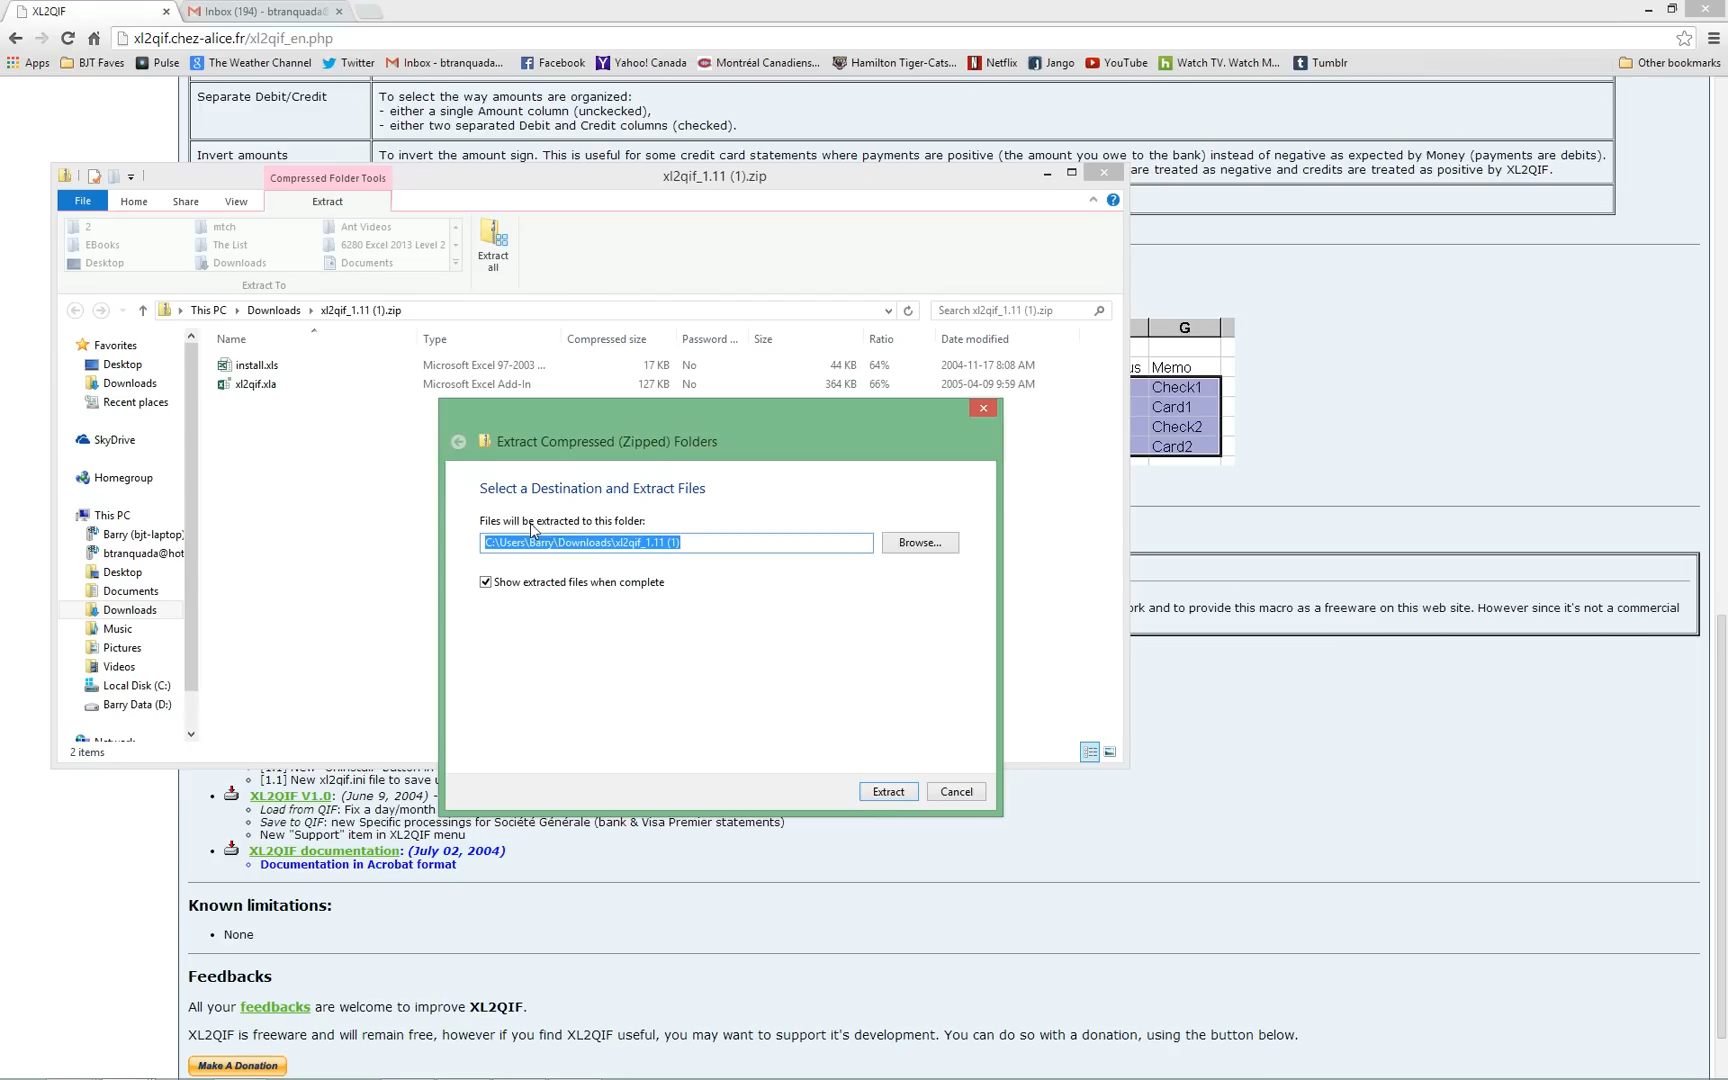 XL2QIF
Inbox (194) - btranquada@
xl2qif.chez-alice.fr/xl2qif_en.php
Apps
BJT Faves
Pulse
The Weather Channel
Twitter
Inbox - btranquada...
Facebook
Yahoo! Canada
Montréal Canadiens...
Hamilton Tiger-Cats...
Netflix
Jango
YouTube
Watch TV. Watch M...
Tumblr
Other bookmarks
Separate Debit/Credit
To select the way amounts are organized:
- either a single Amount column (unckecked),
- either two separated Debit and Credit columns (checked).
Invert amounts
To invert the amount sign. This is useful for some credit card statements where payments are positive (the amount you owe to the bank) instead of negative as expected by Money (payments are debits).
are treated as negative and credits are treated as positive by XL2QIF.
Compressed Folder Tools
xl2qif_1.11 (1).zip
File
Home
Share
View
Extract
2
mtch
Ant Videos
EBooks
The List
6280 Excel 2013 Level 2
Desktop
Downloads
Documents
Extract all
Extract To
This PC
Downloads
xl2qif_1.11 (1).zip
Search xl2qif_1.11 (1).zip
Name
Type
Compressed size
Password ...
Size
Ratio
Date modified
install.xls
Microsoft Excel 97-2003 ...
17 KB
No
44 KB
64%
2004-11-17 8:08 AM
xl2qif.xla
Microsoft Excel Add-In
127 KB
No
364 KB
66%
2005-04-09 9:59 AM
Favorites
Desktop
Downloads
Recent places
SkyDrive
Homegroup
This PC
Barry (bjt-laptop)
btranquada@hot
Desktop
Documents
Downloads
Music
Pictures
Videos
Local Disk (C:)
Barry Data (D:)
Network
2 items
G
us
Memo
Check1
Card1
Check2
Card2
Extract Compressed (Zipped) Folders
Select a Destination and Extract Files
Files will be extracted to this folder:
C:\Users\Barry\Downloads\xl2qif_1.11 (1)
Browse...
Show extracted files when complete
Extract
Cancel
ork and to provide this macro as a freeware on this web site. However since it's not a commercial
[1.1] New "Uninstall" button in
[1.1] New xl2qif.ini file to save u
XL2QIF V1.0: (June 9, 2004) -
Load from QIF: Fix a day/month
Save to QIF: new Specific processings for Société Générale (bank & Visa Premier statements)
New "Support" item in XL2QIF menu
XL2QIF documentation: (July 02, 2004)
Documentation in Acrobat format
Known limitations:
None
Feedbacks
All your feedbacks are welcome to improve XL2QIF.
XL2QIF is freeware and will remain free, however if you find XL2QIF useful, you may want to support it's development. You can do so with a donation, using the button below.
Make A Donation